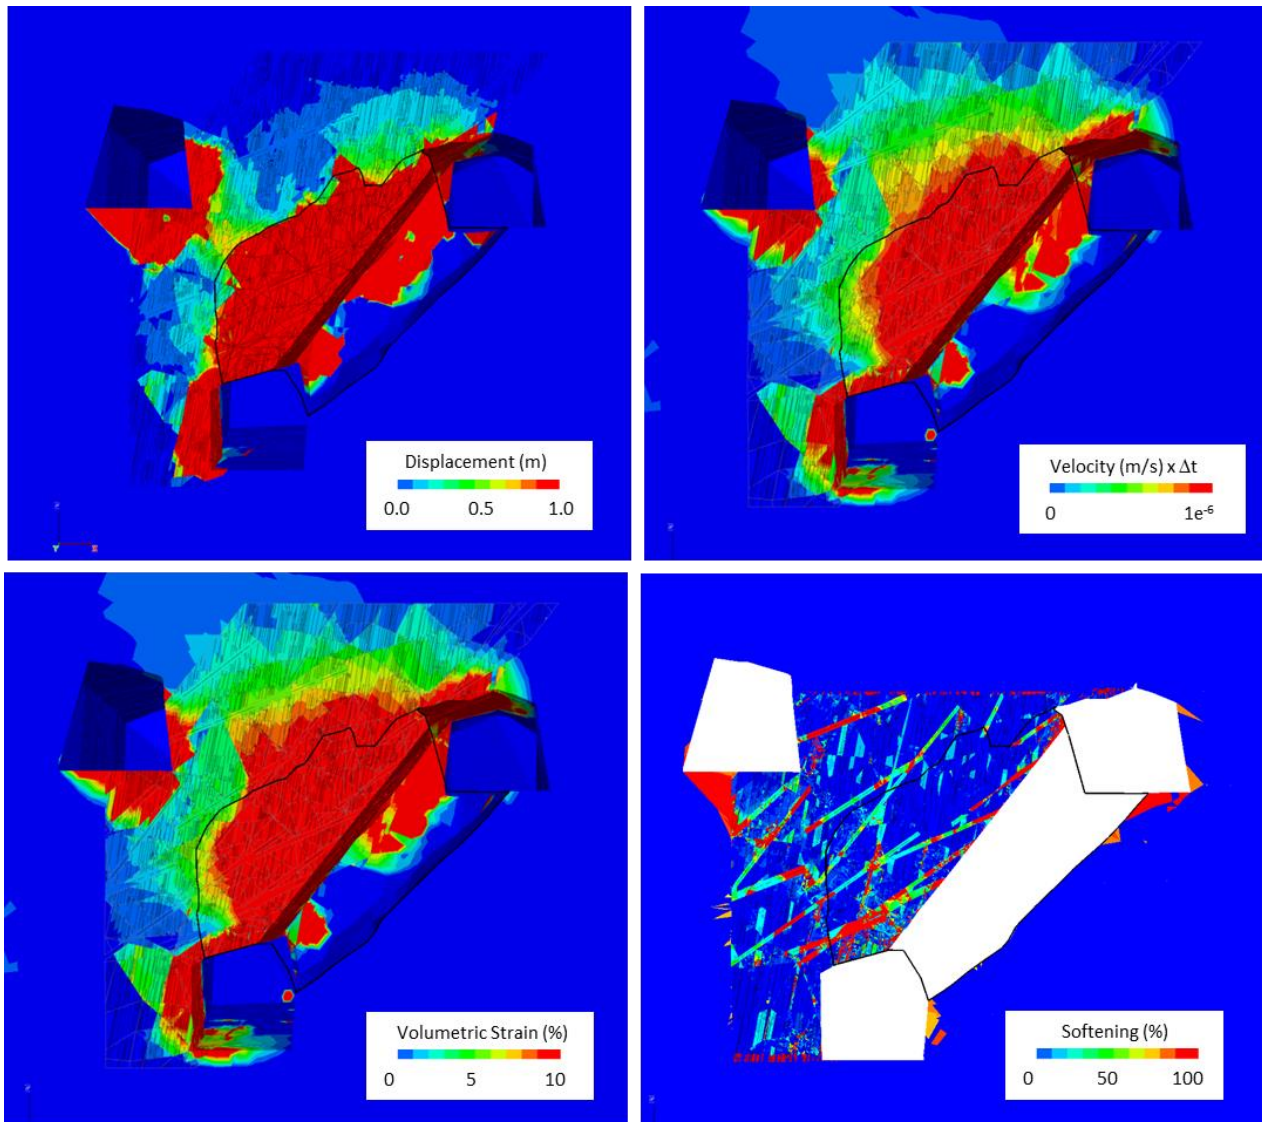 Displacement (m)
0.0 0.5 1.0
Velocity (m/s) x Δt
0 1e⁻⁶
Volumetric Strain (%)
0 5 10
Softening (%)
0 50 100